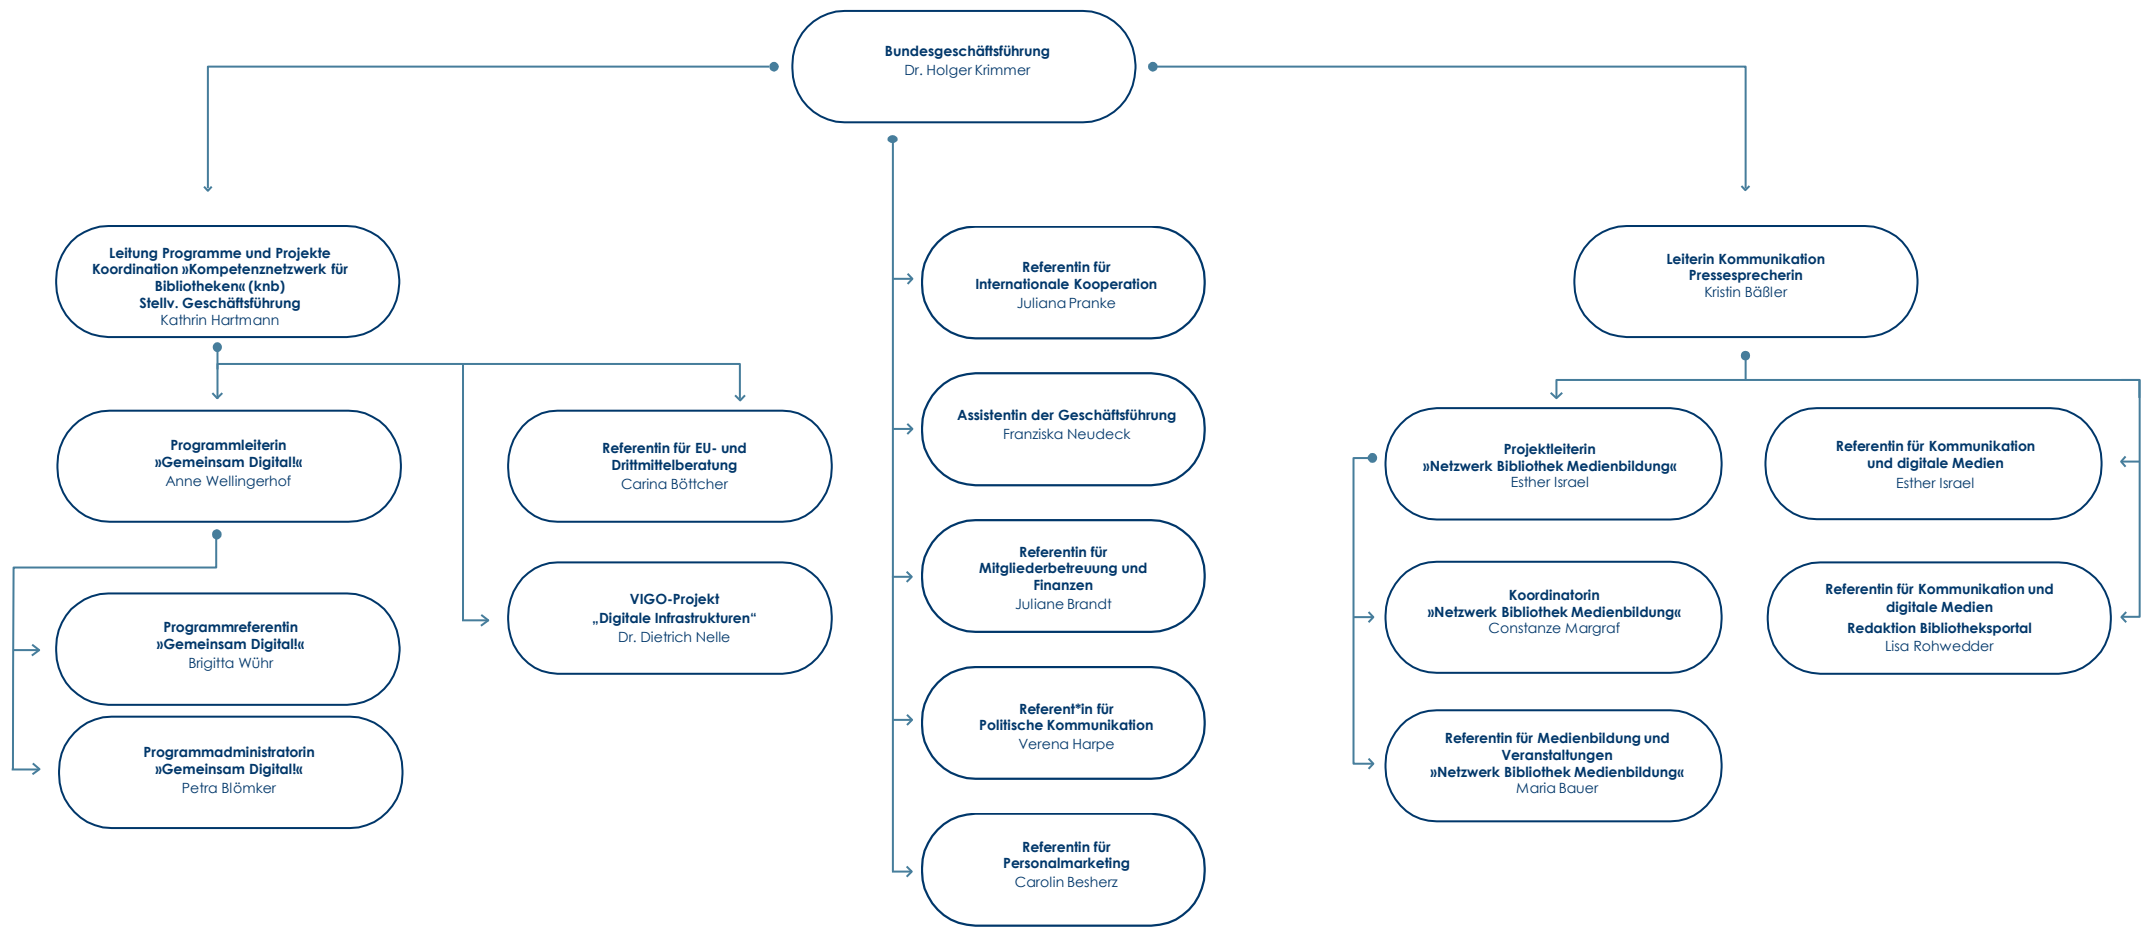 Bundesgeschäftsführung
Dr. Holger Krimmer
Leitung Programme und Projekte
Koordination »Kompetenznetzwerk für
Bibliotheken« (knb)
Stellv. Geschäftsführung
Kathrin Hartmann
Programmleiterin
»Gemeinsam Digital!«
Anne Wellingerhof
Programmreferentin
»Gemeinsam Digital!«
Brigitta Wühr
Programmadministratorin
»Gemeinsam Digital!«
Petra Blömker
Referentin für EU- und
Drittmittelberatung
Carina Böttcher
VIGO-Projekt
„Digitale Infrastrukturen“
Dr. Dietrich Nelle
Referentin für
Internationale Kooperation
Juliana Pranke
Assistentin der Geschäftsführung
Franziska Neudeck
Referentin für
Mitgliederbetreuung und
Finanzen
Juliane Brandt
Referent*in für
Politische Kommunikation
Verena Harpe
Referentin für
Personalmarketing
Carolin Besherz
Leiterin Kommunikation
Pressesprecherin
Kristin Bäßler
Projektleiterin
»Netzwerk Bibliothek Medienbildung«
Esther Israel
Koordinatorin
»Netzwerk Bibliothek Medienbildung«
Constanze Margraf
Referentin für Medienbildung und
Veranstaltungen
»Netzwerk Bibliothek Medienbildung«
Maria Bauer
Referentin für Kommunikation
und digitale Medien
Esther Israel
Referentin für Kommunikation und
digitale Medien
Redaktion Bibliotheksportal
Lisa Rohwedder